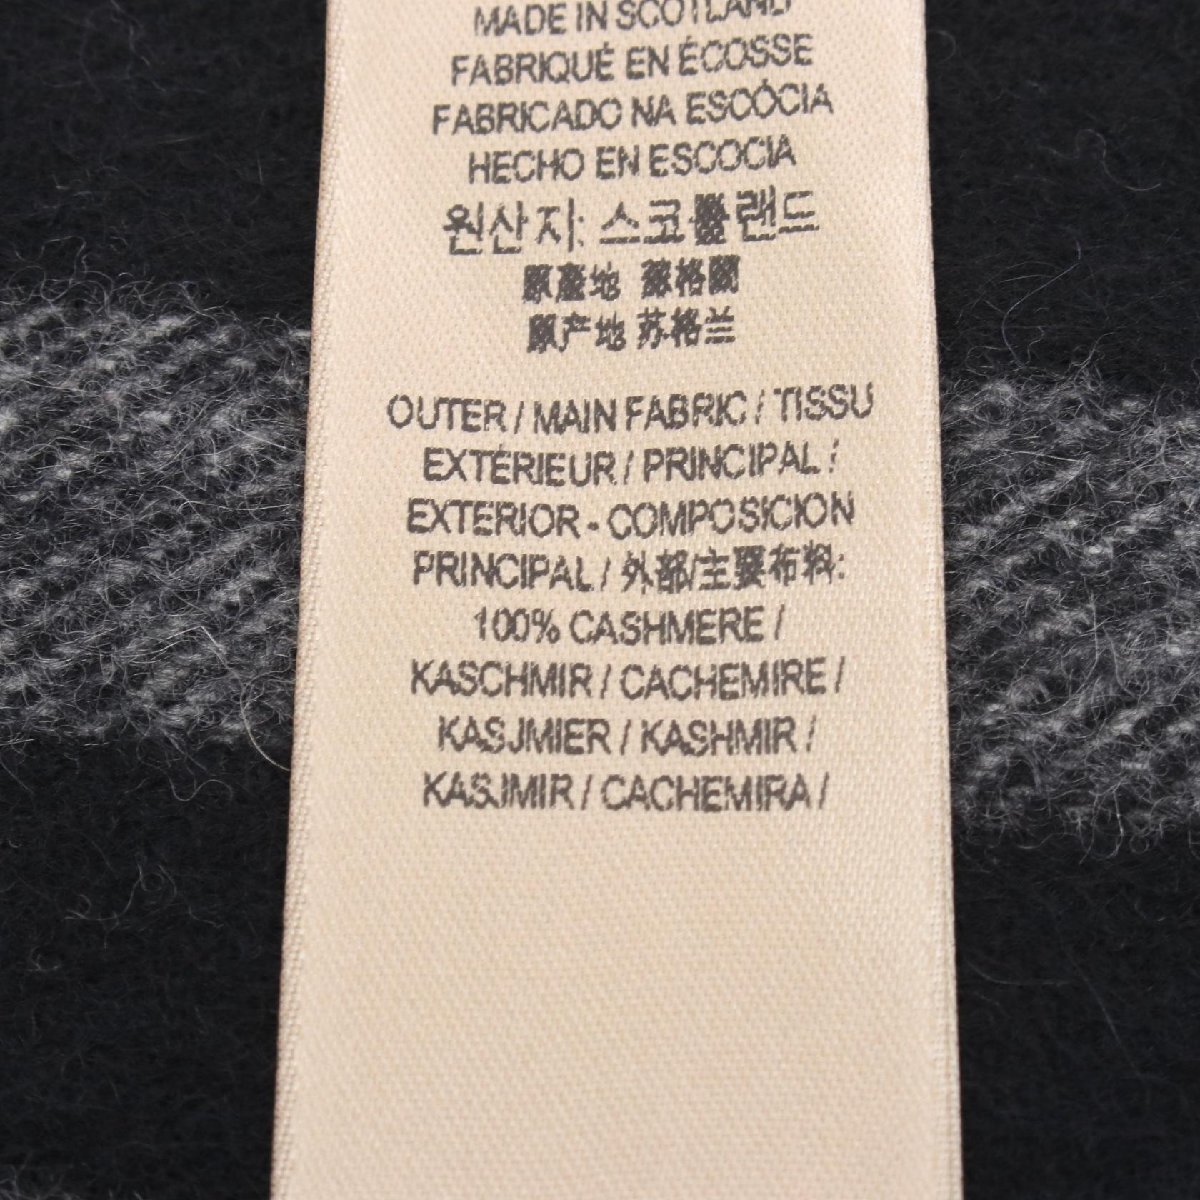 MADE IN SCOTLAND
FABRIQUÉ EN ÉCOSSE
FABRICADO NA ESCÓCIA
HECHO EN ESCOCIA
원산지: 스코틀랜드
原產地 蘇格蘭
原产地 苏格兰
OUTER / MAIN FABRIC / TISSU
EXTÉRIEUR / PRINCIPAL /
EXTERIOR - COMPOSICION
PRINCIPAL / 外部/主要布料:
100% CASHMERE /
KASCHMIR / CACHEMIRE /
KASJMIER / KASHMIR /
KASJMIR / CACHEMIRA /